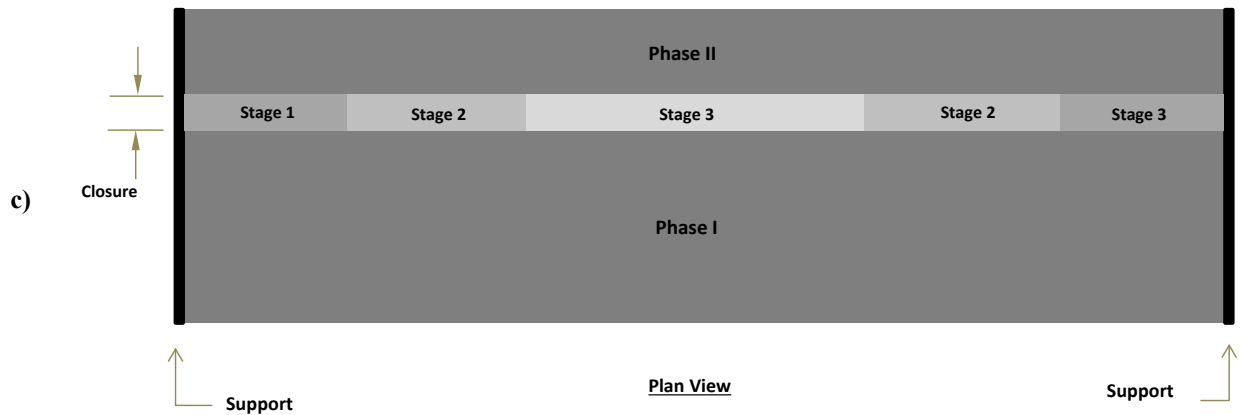 Phase II
Stage 1 Stage 2 Stage 3 Stage 2 Stage 3
Closure
c)
Phase I
Plan View
Support
Support